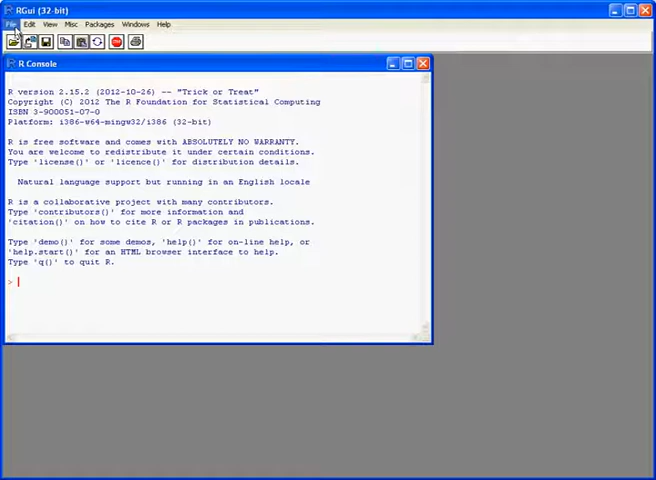 RGui (32-bit)
File Edit View Misc Packages Windows Help
STOP
R Console
R version 2.15.2 (2012-10-26) -- "Trick or Treat"
Copyright (C) 2012 The R Foundation for Statistical Computing
ISBN 3-900051-07-0
Platform: i386-w64-mingw32/i386 (32-bit)
R is free software and comes with ABSOLUTELY NO WARRANTY.
You are welcome to redistribute it under certain conditions.
Type 'license()' or 'licence()' for distribution details.
Natural language support but running in an English locale
R is a collaborative project with many contributors.
Type 'contributors()' for more information and
'citation()' on how to cite R or R packages in publications.
Type 'demo()' for some demos, 'help()' for on-line help, or
'help.start()' for an HTML browser interface to help.
Type 'q()' to quit R.
>